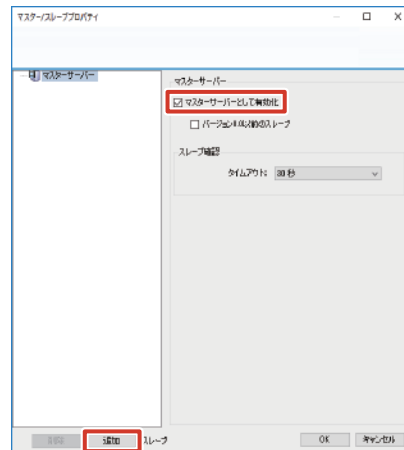 マスター/スレーブプロパティ
マスターサーバー
マスターサーバー
マスターサーバーとして有効化
バージョン4.0以前のスレーブ
スレーブ確認
タイムアウト: 30 秒
削除 追加 スレーブ OK キャンセル